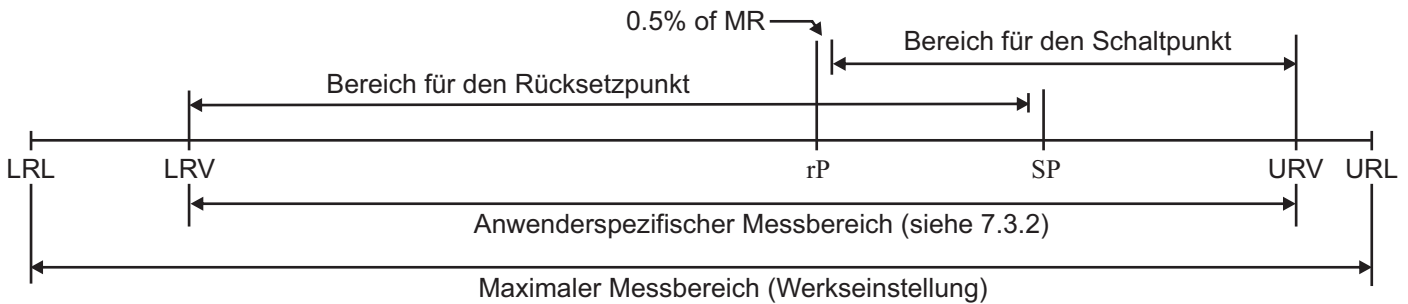 0.5% of MR
Bereich für den Schaltpunkt
Bereich für den Rücksetzpunkt
LRL LRV rP SP URV URL
Anwenderspezifischer Messbereich (siehe 7.3.2)
Maximaler Messbereich (Werkseinstellung)